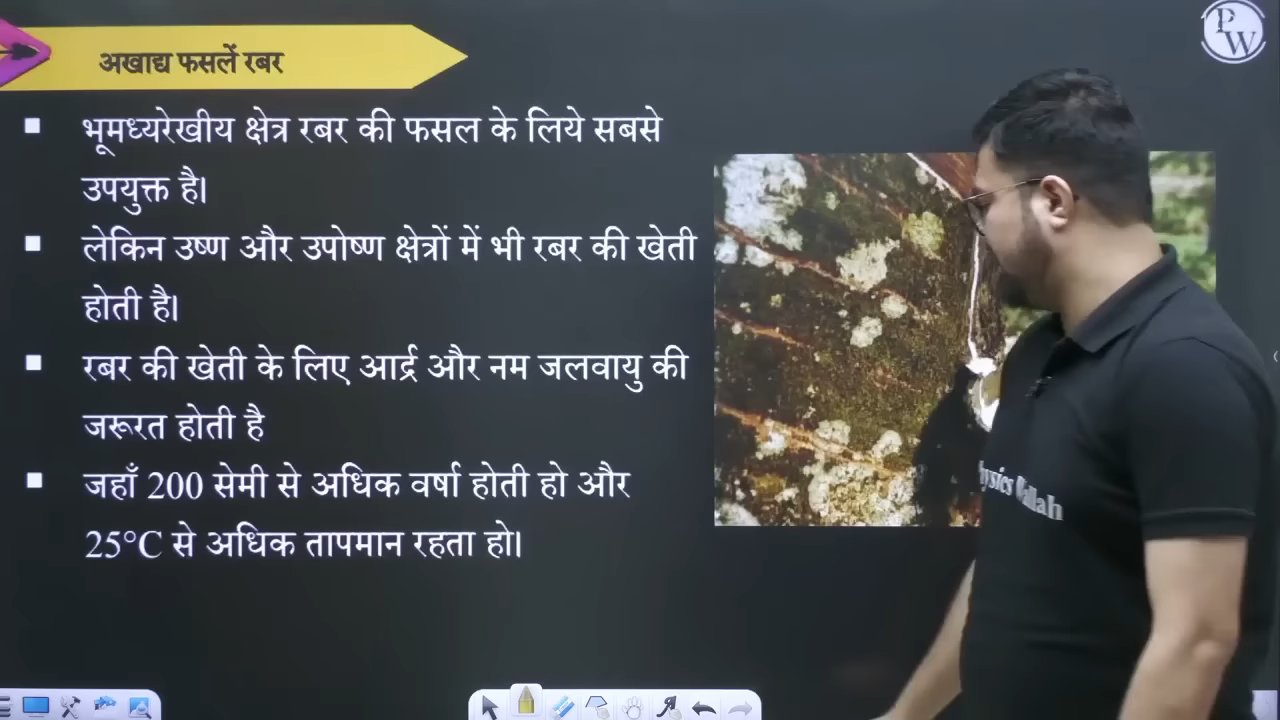 अखाद्य फसलें रबर
PW
भूमध्यरेखीय क्षेत्र रबर की फसल के लिये सबसे
उपयुक्त है।
लेकिन उष्ण और उपोष्ण क्षेत्रों में भी रबर की खेती
होती है।
रबर की खेती के लिए आर्द्र और नम जलवायु की
जरूरत होती है
जहाँ 200 सेमी से अधिक वर्षा होती हो और
25°C से अधिक तापमान रहता हो।
ysics Wallah